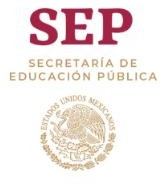 SEP
SECRETARÍA DE
EDUCACIÓN PÚBLICA
ESTADOS UNIDOS MEXICANOS